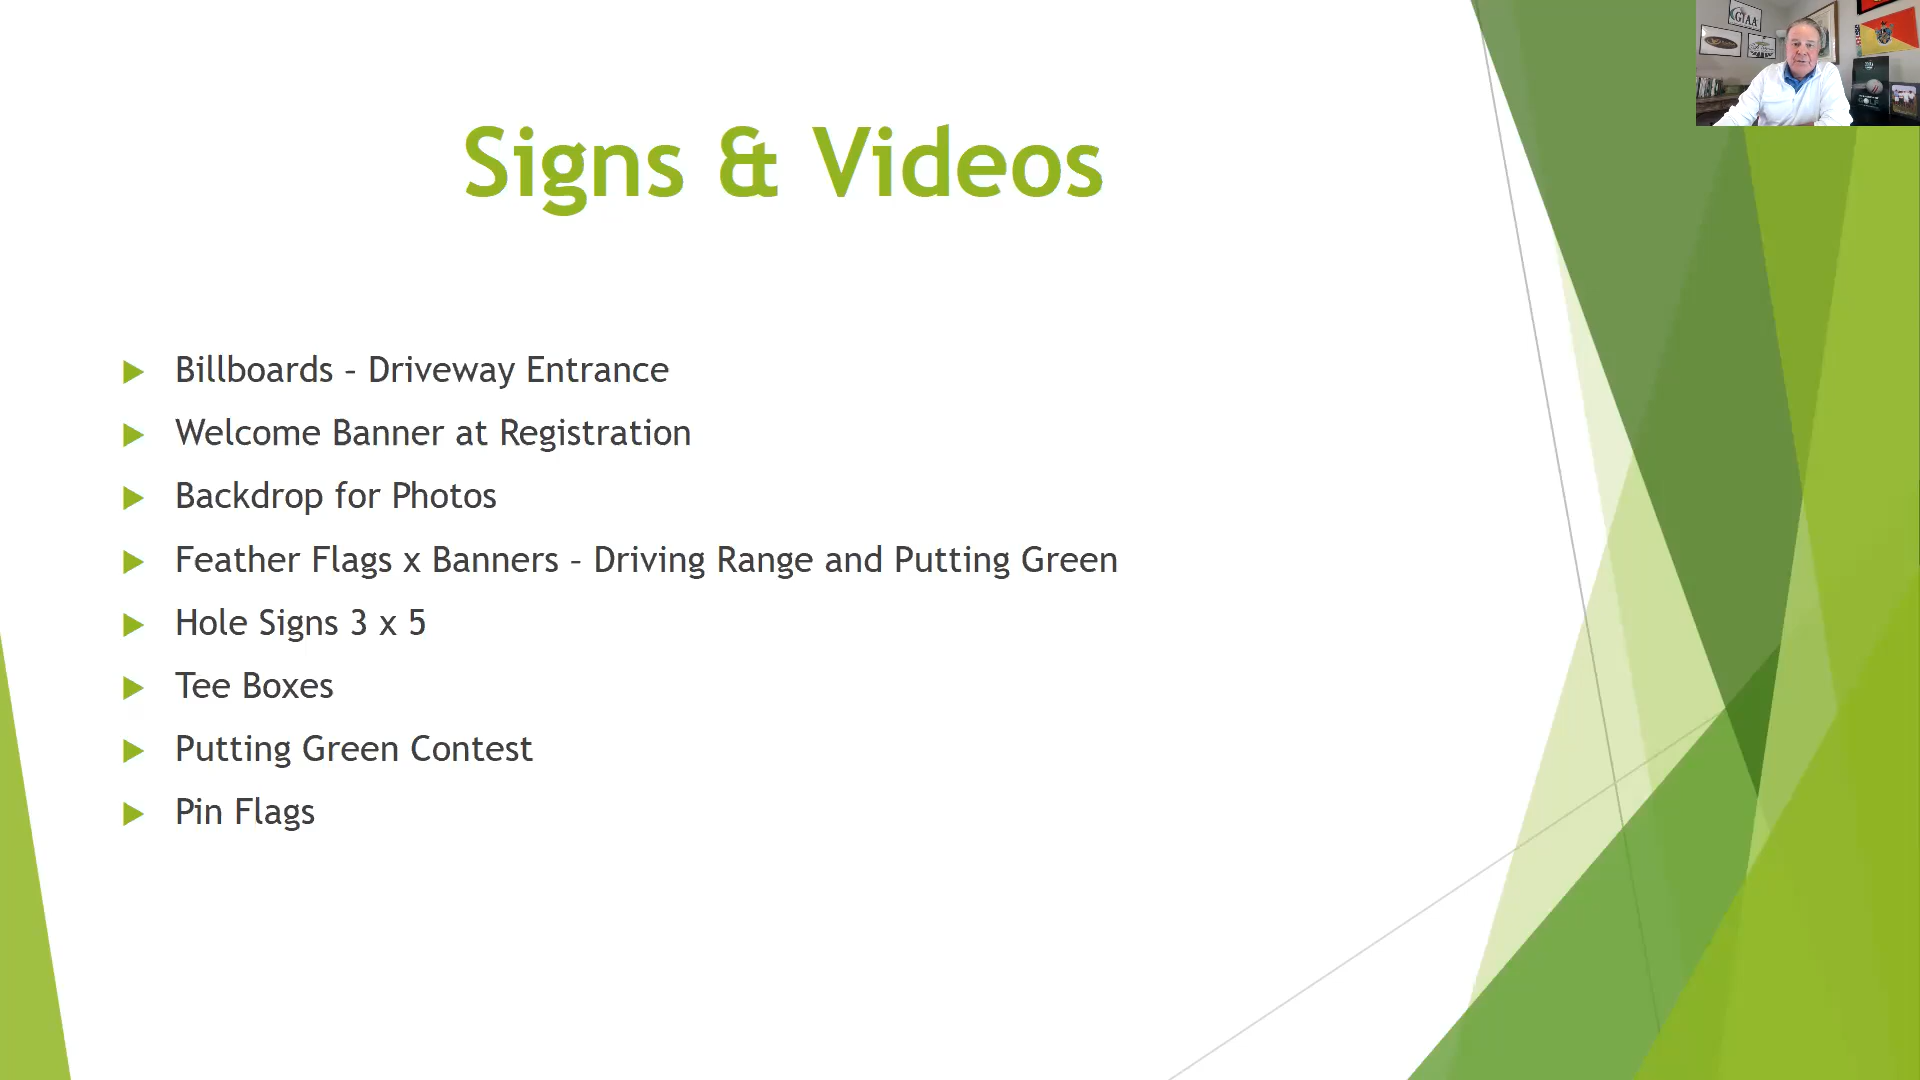 Signs & Videos
Billboards – Driveway Entrance
Welcome Banner at Registration
Backdrop for Photos
Feather Flags x Banners – Driving Range and Putting Green
Hole Signs 3 x 5
Tee Boxes
Putting Green Contest
Pin Flags